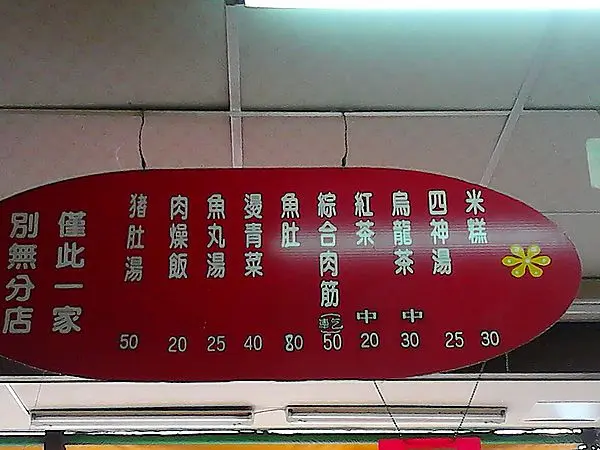 米糕 30
四神湯 25
烏龍茶 中 30
紅茶 中 20
綜合肉筋 50
魚肚 80
燙青菜 40
魚丸湯 25
肉燥飯 20
猪肚湯 50
僅此一家
別無分店